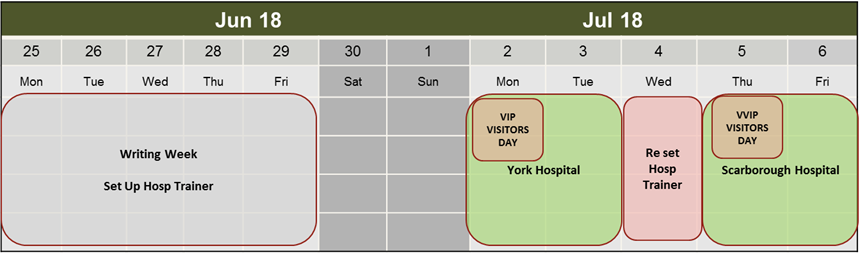 Jun 18 Jul 18
25 26 27 28 29 30 1 2 3 4 5 6
Mon Tue Wed Thu Fri Sat Sun Mon Tue Wed Thu Fri
Writing Week
Set Up Hosp Trainer
VIP
VISITORS
DAY
York Hospital
Re set
Hosp
Trainer
VVIP
VISITORS
DAY
Scarborough Hospital